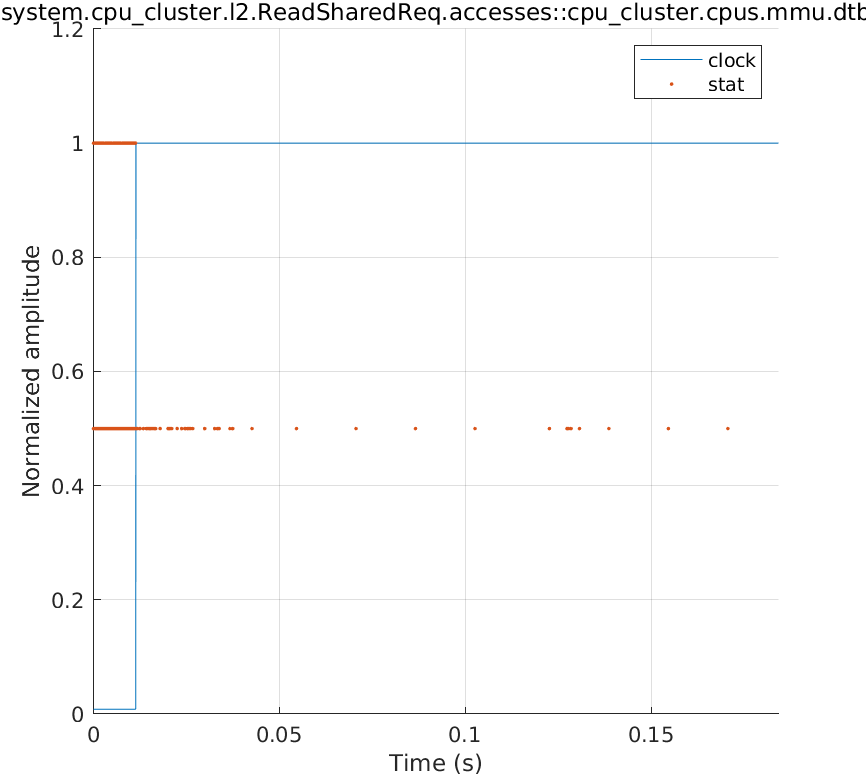 system.cpu_cluster.l2.ReadSharedReq.accesses::cpu_cluster.cpus.mmu.dtb
1.2
clock
stat
1
0.8
Normalized amplitude
0.6
0.4
0.2
0
0
0.05
0.1
0.15
Time (s)